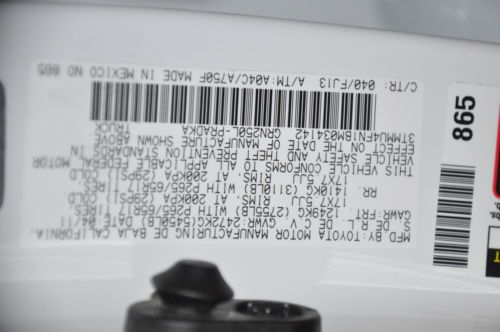 MFD BY:TOYOTA MOTOR MANUFACTURING DE BAJA CALIFORNIA,
S DE R.L. DE C.V. GVWR 2472KG(5450LB) DATE 04/11
GAWR:FRT. 1249KG (2755LB) WITH P265/65R17 TIRES,
17X7.5JJ RIMS, AT 200KPA (29PSI) COLD
RR. 1410KG (3110LB) WITH P265/65R17 TIRES,
17X7.5JJ RIMS, AT 200KPA (29PSI) COLD
THIS VEHICLE CONFORMS TO ALL APPLICABLE FEDERAL MOTOR
VEHICLE SAFETY AND THEFT PREVENTION STANDARDS IN
EFFECT ON THE DATE OF MANUFACTURE SHOWN ABOVE.
3TMMU4FN1BM034142 TRUCK
GRN250L-PRADKA
C/TR: 040/FJ13 A/TM: A04C/A750F MADE IN MEXICO NO 865
865